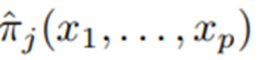 π̂ⱼ(x₁, . . . , xₚ)